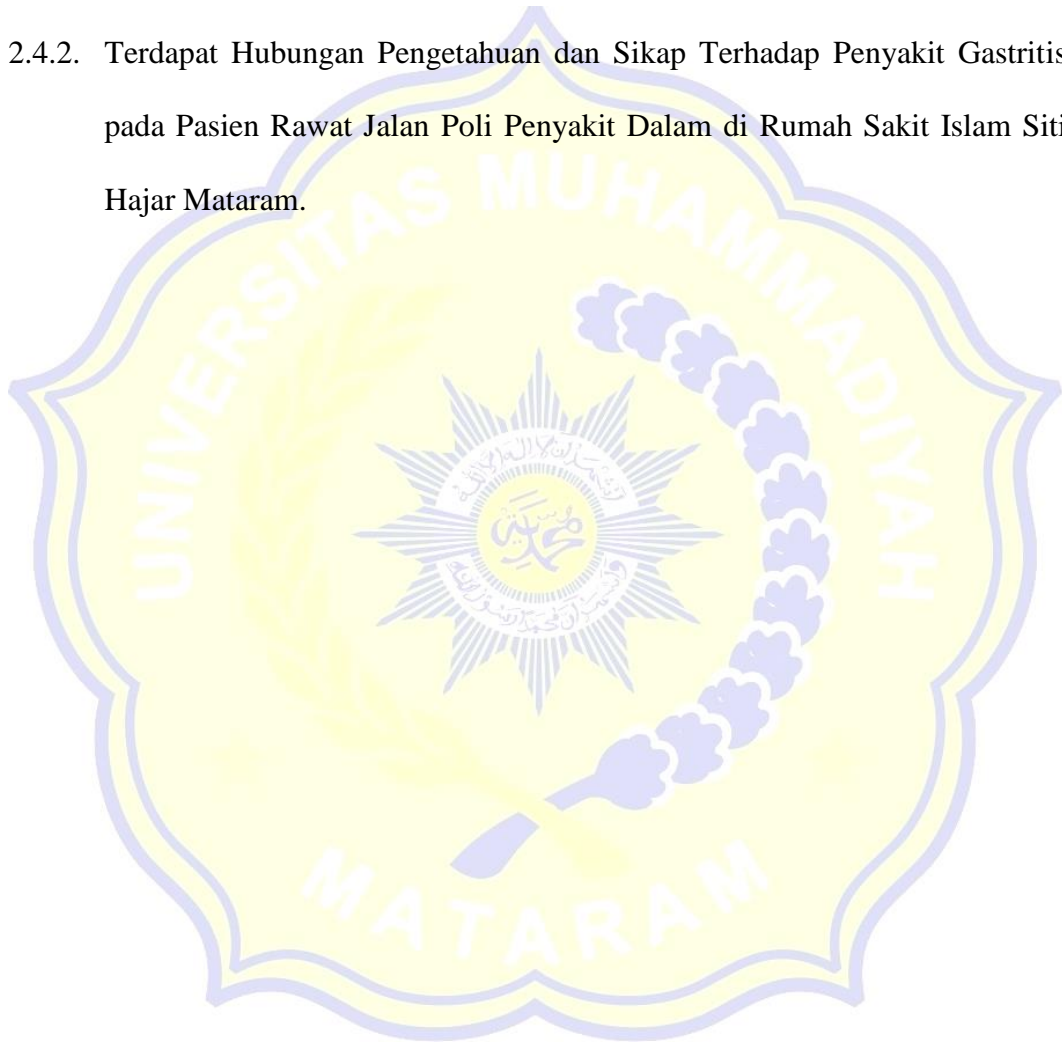 2.4.2. Terdapat Hubungan Pengetahuan dan Sikap Terhadap Penyakit Gastritis
pada Pasien Rawat Jalan Poli Penyakit Dalam di Rumah Sakit Islam Siti
Hajar Mataram.
UNIVERSITAS MUHAMMADIYAH
MATARAM